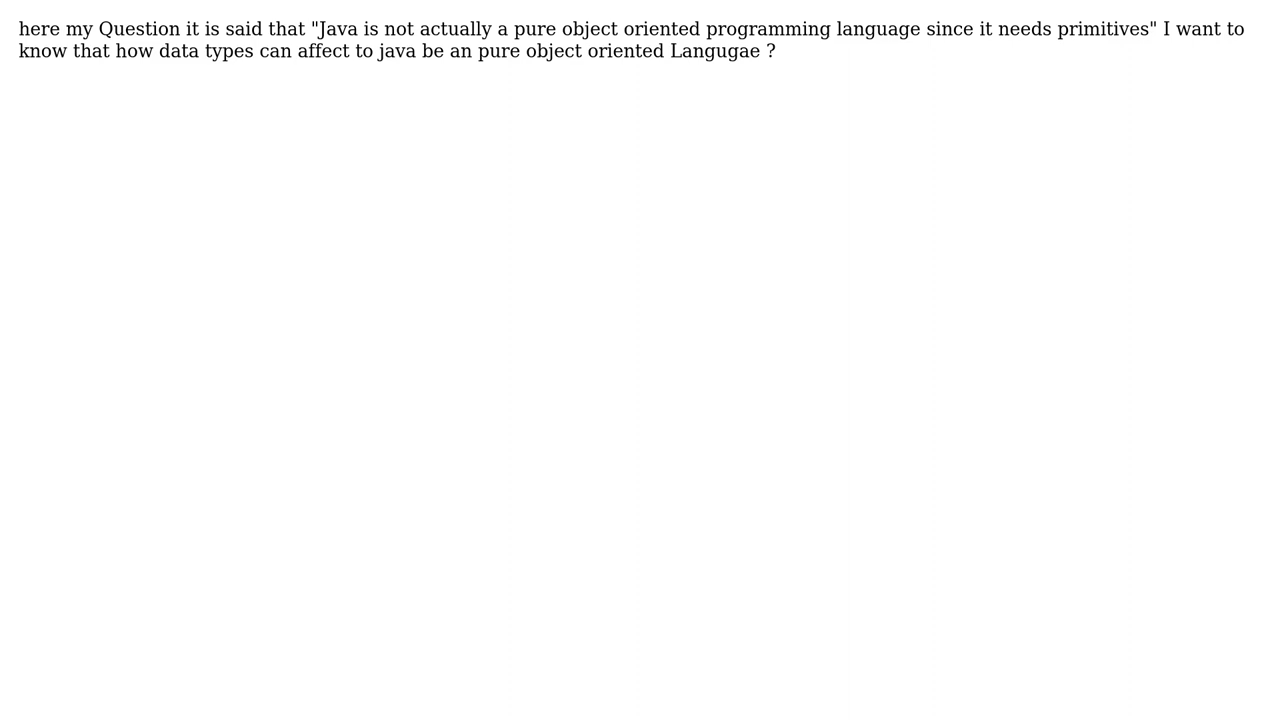 here my Question it is said that "Java is not actually a pure object oriented programming language since it needs primitives" I want to
know that how data types can affect to java be an pure object oriented Langugae ?